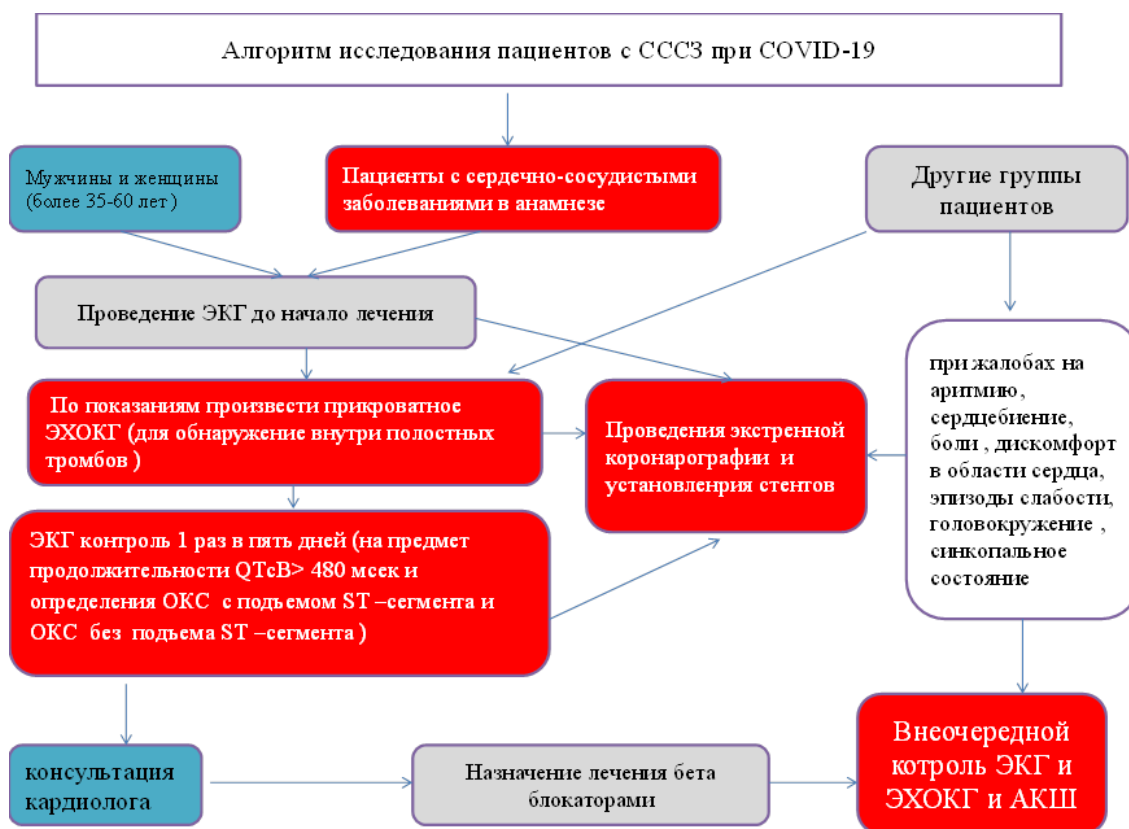 Алгоритм исследования пациентов с СССЗ при COVID-19
Мужчины и женщины
(более 35-60 лет )
Пациенты с сердечно-сосудистыми
заболеваниями в анамнезе
Другие группы
пациентов
Проведение ЭКГ до начало лечения
По показаниям произвести прикроватное
ЭХОКГ (для обнаружение внутри полостных
тромбов )
Проведения экстренной
коронарографии и
установленрия стентов
при жалобах на
аритмию,
сердцебиение,
боли , дискомфорт
в области сердца,
эпизоды слабости,
головокружение ,
синкопальное
состояние
ЭКГ контроль 1 раз в пять дней (на предмет
продолжительности QTcB> 480 мсек и
определения ОКС с подъемом ST –сегмента и
ОКС без подъема ST –сегмента )
консультация
кардиолога
Назначение лечения бета
блокаторами
Внеочередной
котроль ЭКГ и
ЭХОКГ и АКШ